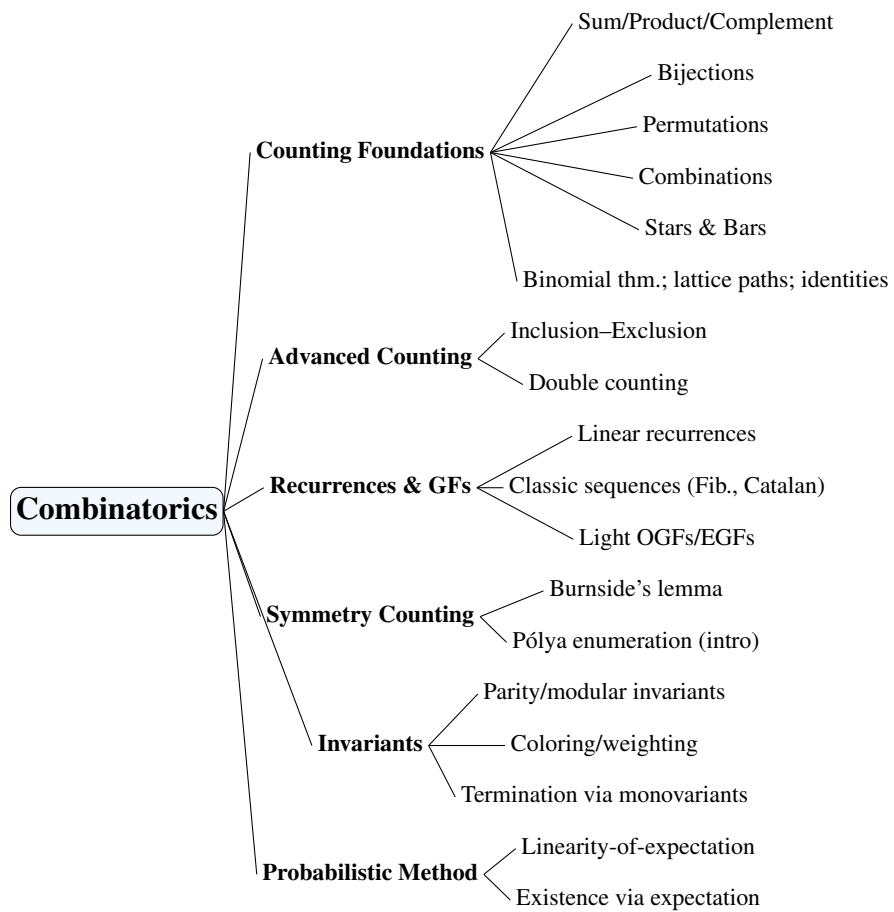 Combinatorics
Counting Foundations
Sum/Product/Complement
Bijections
Permutations
Combinations
Stars & Bars
Binomial thm.; lattice paths; identities
Advanced Counting
Inclusion–Exclusion
Double counting
Recurrences & GFs
Linear recurrences
Classic sequences (Fib., Catalan)
Light OGFs/EGFs
Symmetry Counting
Burnside’s lemma
Pólya enumeration (intro)
Invariants
Parity/modular invariants
Coloring/weighting
Termination via monovariants
Probabilistic Method
Linearity-of-expectation
Existence via expectation